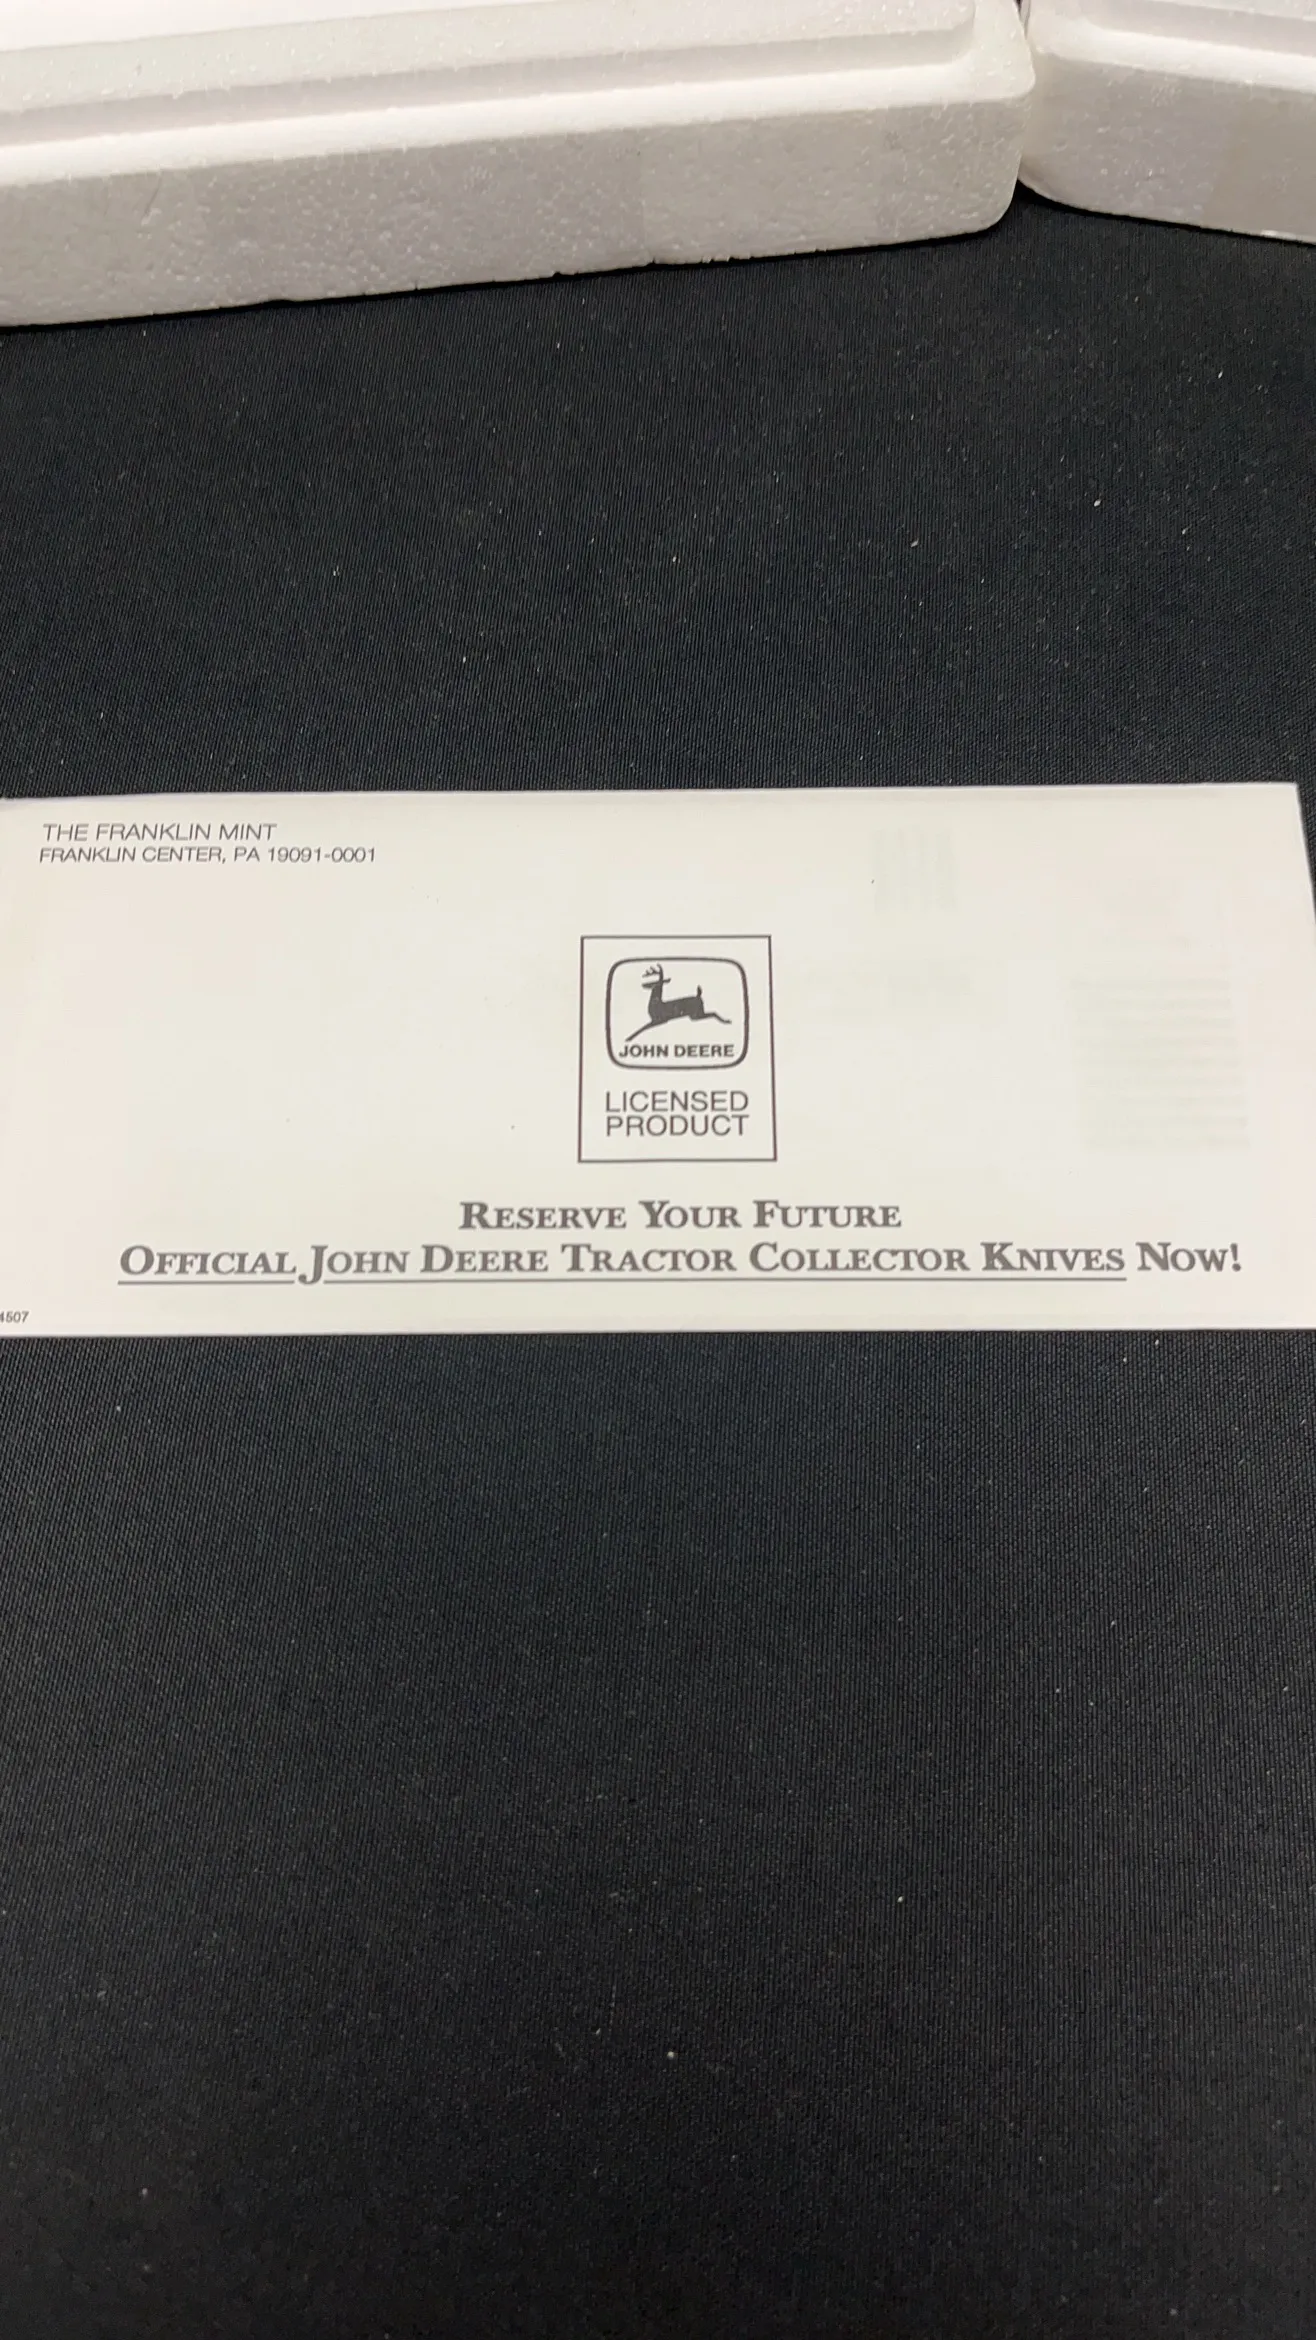 THE FRANKLIN MINT
FRANKLIN CENTER, PA 19091-0001
JOHN DEERE
LICENSED
PRODUCT
RESERVE YOUR FUTURE
OFFICIAL JOHN DEERE TRACTOR COLLECTOR KNIVES NOW!
4507